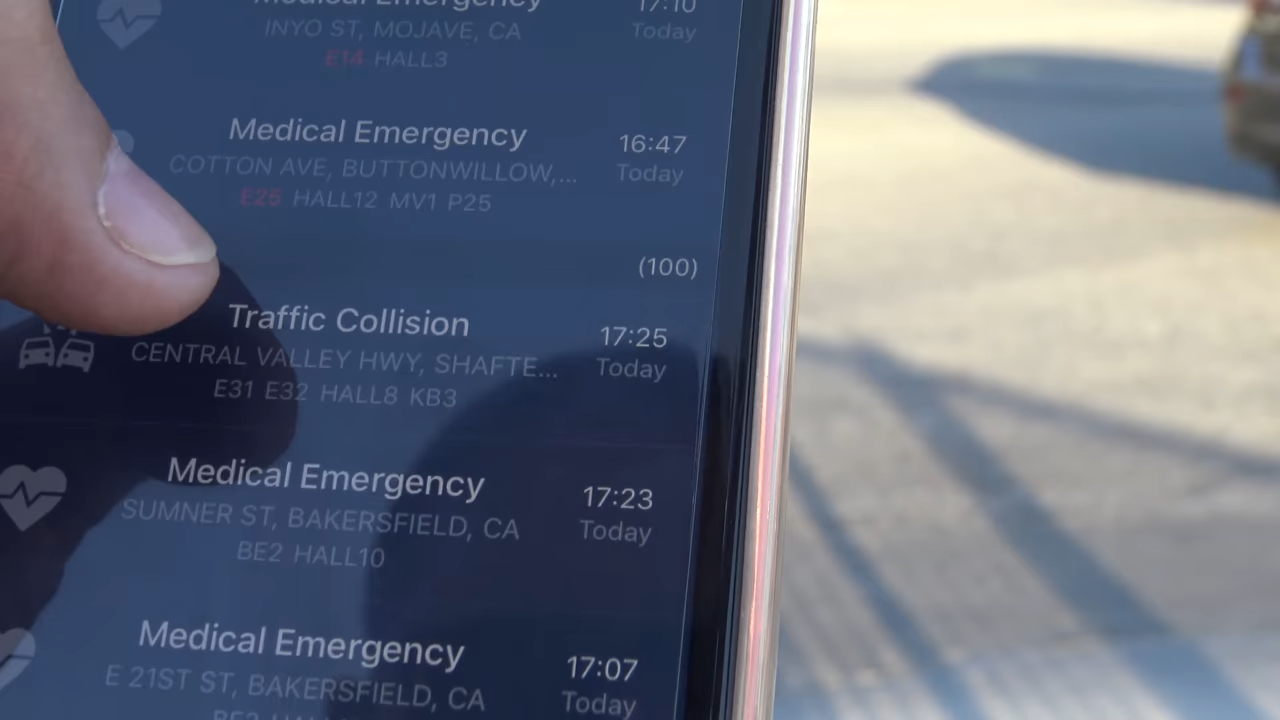 Medical Emergency
17:10
INYO ST, MOJAVE, CA
Today
E14 HALL3
Medical Emergency
16:47
COTTON AVE, BUTTONWILLOW,...
Today
E25 HALL12 MV1 P25
(100)
Traffic Collision
17:25
CENTRAL VALLEY HWY, SHAFTE...
Today
E31 E32 HALL8 KB3
Medical Emergency
17:23
SUMNER ST, BAKERSFIELD, CA
Today
BE2 HALL10
Medical Emergency
17:07
E 21ST ST, BAKERSFIELD, CA
Today